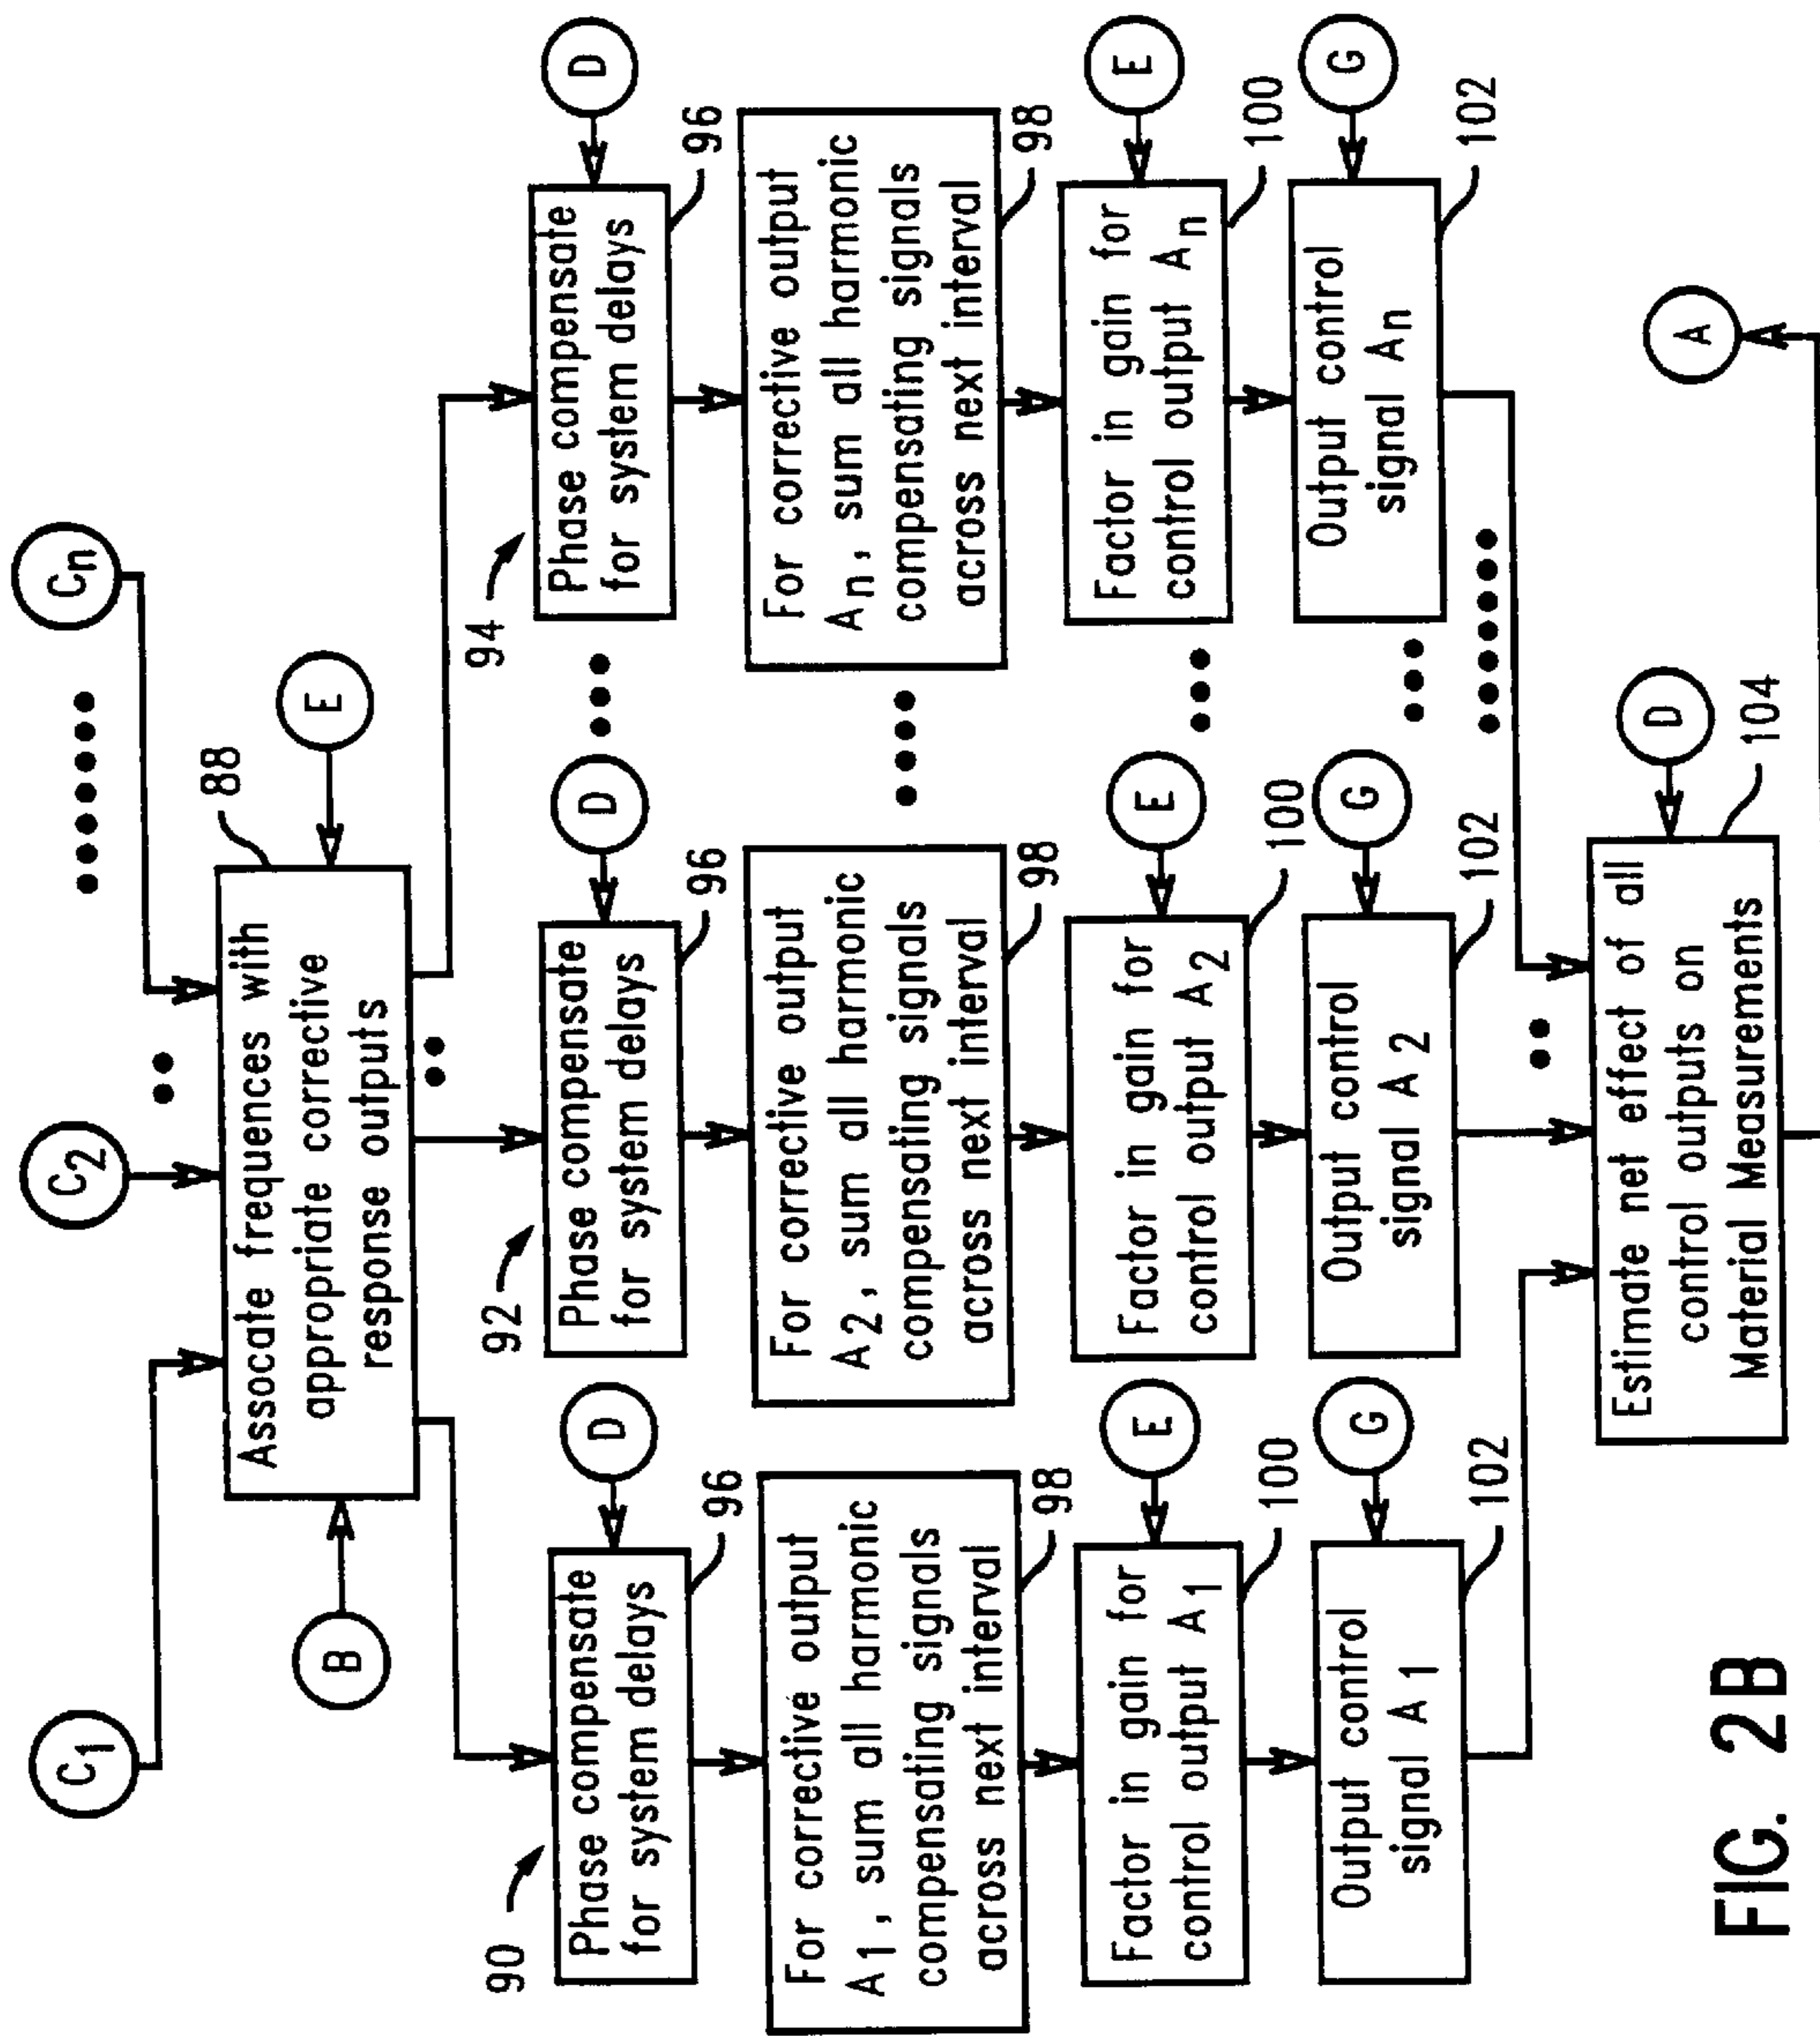 C1
C2
Cn
B
Assocate frequences with
appropriate corrective
response outputs
88
E
90
Phase compensate
for system delays
D
96
92
Phase compensate
for system delays
D
96
94
Phase compensate
for system delays
D
96
For corrective output
A1, sum all harmonic
compensating signals
across next interval
98
For corrective output
A2, sum all harmonic
compensating signals
across next interval
98
For corrective output
An, sum all harmonic
compensating signals
across next interval
98
Factor in gain for
control output A1
E
100
Factor in gain for
control output A2
E
100
Factor in gain for
control output An
E
100
Output control
signal A1
G
102
Output control
signal A2
G
102
Output control
signal An
G
102
Estimate net effect of all
control outputs on
Material Measurements
D
104
A
FIG. 2B